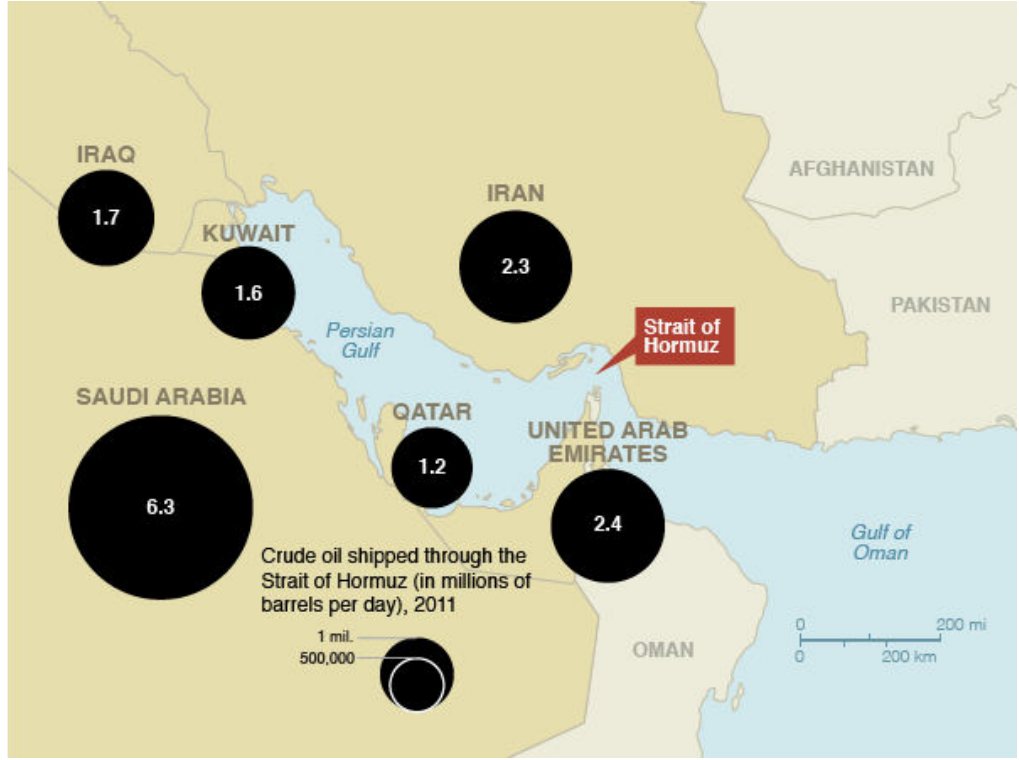 IRAQ
1.7
KUWAIT
1.6
IRAN
2.3
AFGHANISTAN
PAKISTAN
Strait of
Hormuz
Persian
Gulf
SAUDI ARABIA
6.3
QATAR
1.2
UNITED ARAB
EMIRATES
2.4
Gulf of
Oman
OMAN
Crude oil shipped through the
Strait of Hormuz (in millions of
barrels per day), 2011
1 mil.
500,000
0 200 mi
0 200 km